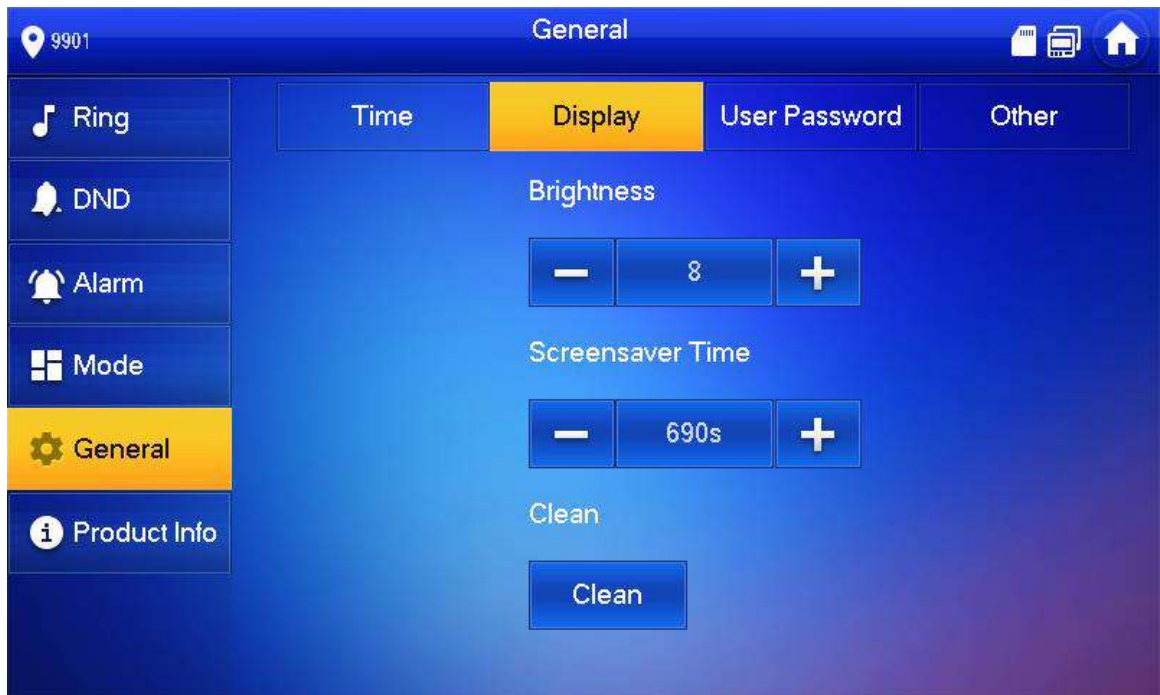 9901
General
Ring
DND
Alarm
Mode
General
Product Info
Time Display User Password Other
Brightness
8
Screensaver Time
690s
Clean
Clean